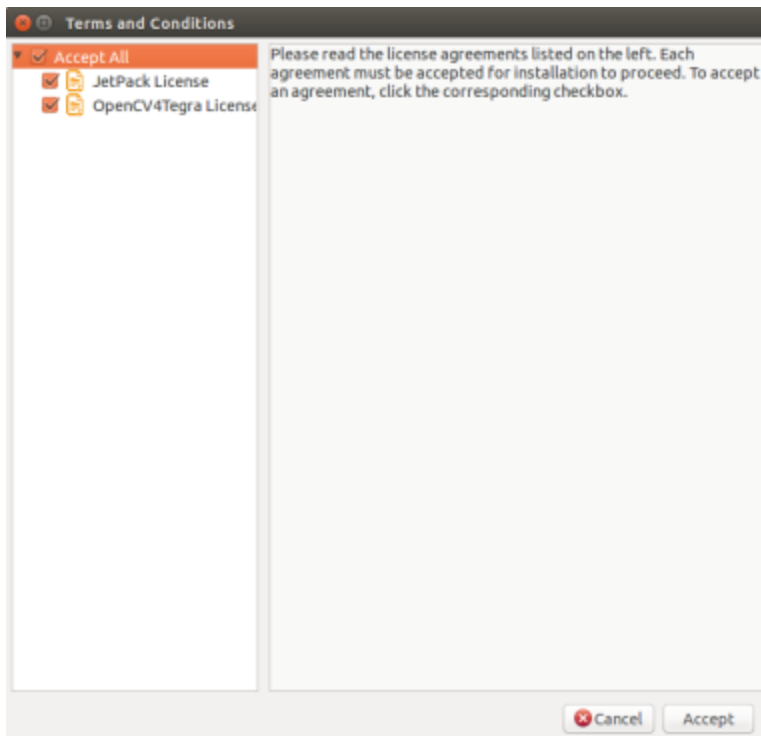 Terms and Conditions
Accept All
JetPack License
OpenCV4Tegra License
Please read the license agreements listed on the left. Each
agreement must be accepted for installation to proceed. To accept
an agreement, click the corresponding checkbox.
Cancel
Accept